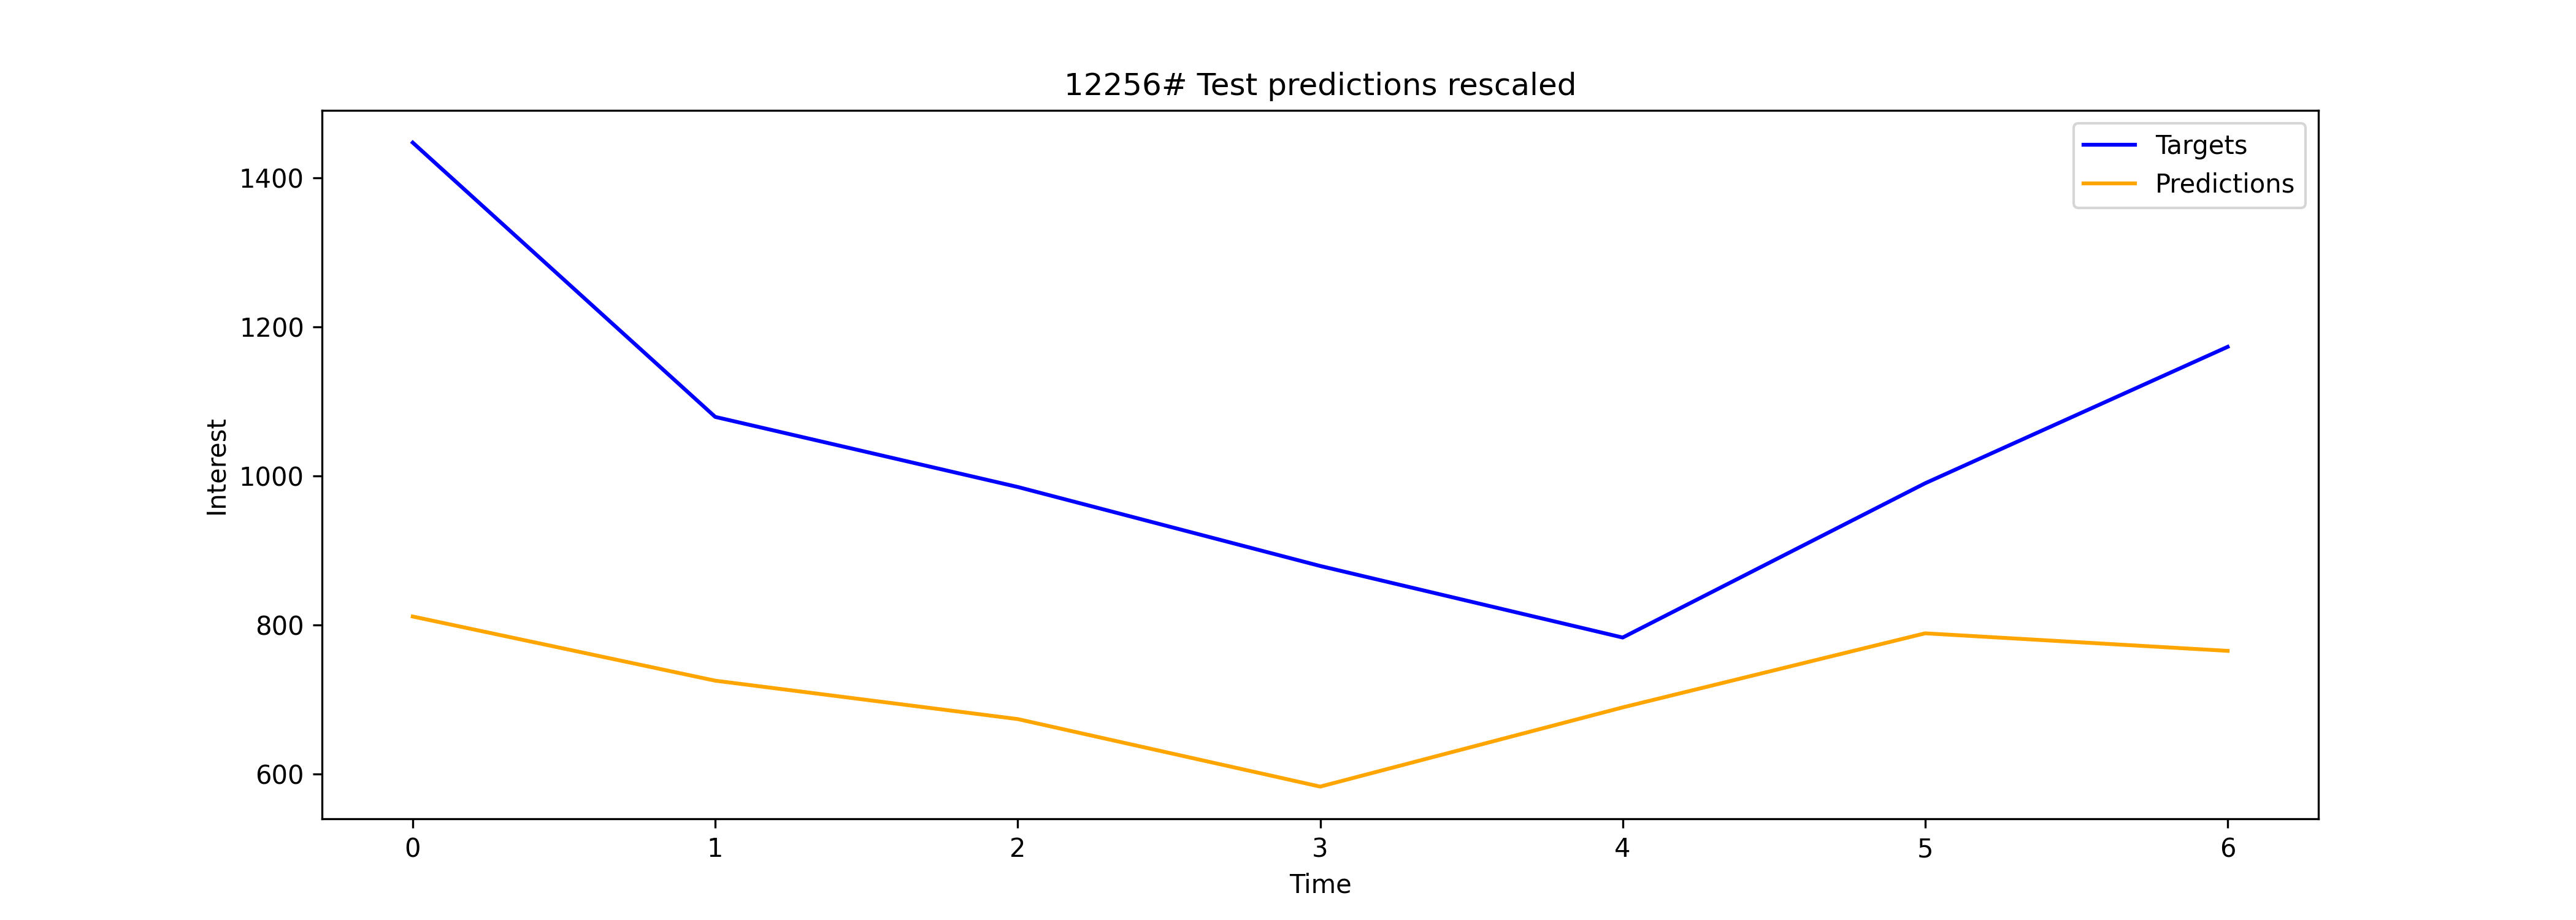 12256# Test predictions rescaled
Targets
Predictions
Interest
1400
1200
1000
800
600
0 1 2 3 4 5 6
Time